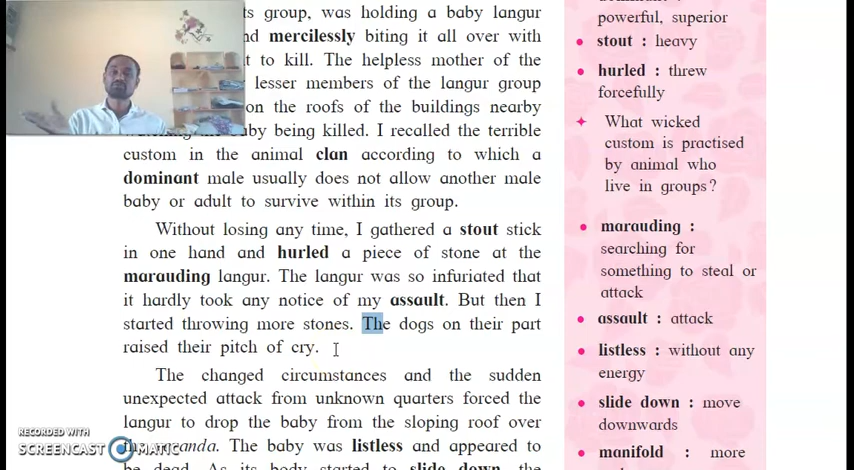 ts group, was holding a baby langur
nd mercilessly biting it all over with
t to kill. The helpless mother of the
lesser members of the langur group
on the roofs of the buildings nearby
by being killed. I recalled the terrible
custom in the animal clan according to which a
dominant male usually does not allow another male
baby or adult to survive within its group.
Without losing any time, I gathered a stout stick
in one hand and hurled a piece of stone at the
marauding langur. The langur was so infuriated that
it hardly took any notice of my assault. But then I
started throwing more stones. The dogs on their part
raised their pitch of cry.
The changed circumstances and the sudden
unexpected attack from unknown quarters forced the
langur to drop the baby from the sloping roof over
The baby was listless and appeared to
be dead. As its body started to slide down, the
powerful, superior
stout : heavy
hurled : threw
forcefully
What wicked
custom is practised
by animal who
live in groups?
marauding :
searching for
something to steal or
attack
assault : attack
listless : without any
energy
slide down : move
downwards
manifold : more
RECORDED WITH
SCREENCAST MATIC